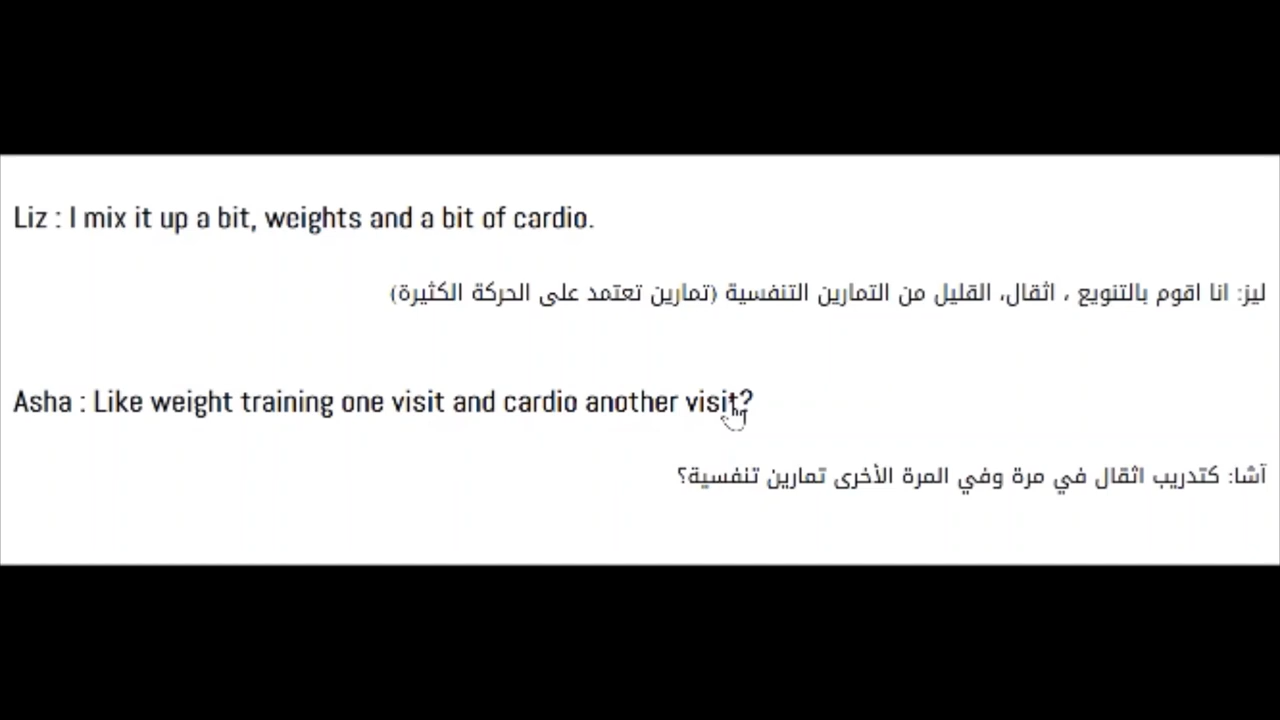 Liz : I mix it up a bit, weights and a bit of cardio.
ليز: انا اقوم بالتنويع ، اثقال، القليل من التمارين التنفسية (تمارين تعتمد على الحركة الكثيرة)
Asha : Like weight training one visit and cardio another visit?
آشا: كتدريب اثقال في مرة وفي المرة الأخرى تمارين تنفسية؟